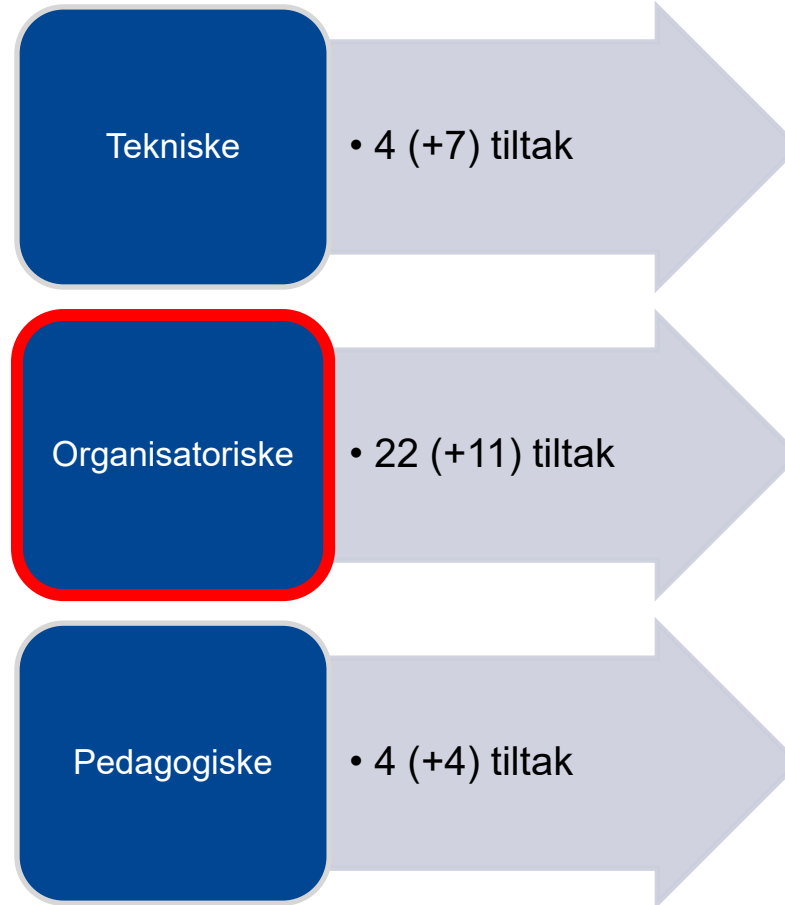 Tekniske
• 4 (+7) tiltak
Organisatoriske
• 22 (+11) tiltak
Pedagogiske
• 4 (+4) tiltak